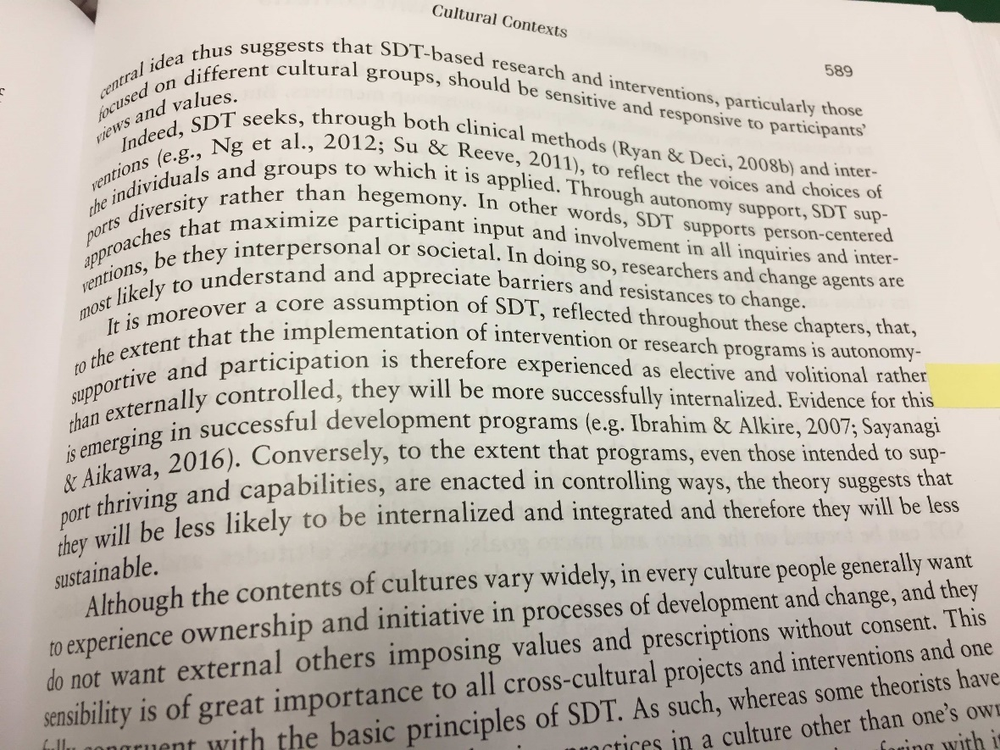 Cultural Contexts
589
central idea thus suggests that SDT-based research and interventions, particularly those
focused on different cultural groups, should be sensitive and responsive to participants'
views and values.
Indeed, SDT seeks, through both clinical methods (Ryan & Deci, 2008b) and inter-
ventions (e.g., Ng et al., 2012; Su & Reeve, 2011), to reflect the voices and choices of
the individuals and groups to which it is applied. Through autonomy support, SDT sup-
ports diversity rather than hegemony. In other words, SDT supports person-centered
approaches that maximize participant input and involvement in all inquiries and inter-
ventions, be they interpersonal or societal. In doing so, researchers and change agents are
most likely to understand and appreciate barriers and resistances to change.
It is moreover a core assumption of SDT, reflected throughout these chapters, that,
to the extent that the implementation of intervention or research programs is autonomy-
supportive and participation is therefore experienced as elective and volitional rather
than externally controlled, they will be more successfully internalized. Evidence for this
is emerging in successful development programs (e.g. Ibrahim & Alkire, 2007; Sayanagi
& Aikawa, 2016). Conversely, to the extent that programs, even those intended to sup-
port thriving and capabilities, are enacted in controlling ways, the theory suggests that
they will be less likely to be internalized and integrated and therefore they will be less
sustainable.
Although the contents of cultures vary widely, in every culture people generally want
to experience ownership and initiative in processes of development and change, and they
do not want external others imposing values and prescriptions without consent. This
sensibility is of great importance to all cross-cultural projects and interventions and one
fully congruent with the basic principles of SDT. As such, whereas some theorists have
practices in a culture other than one's own
with